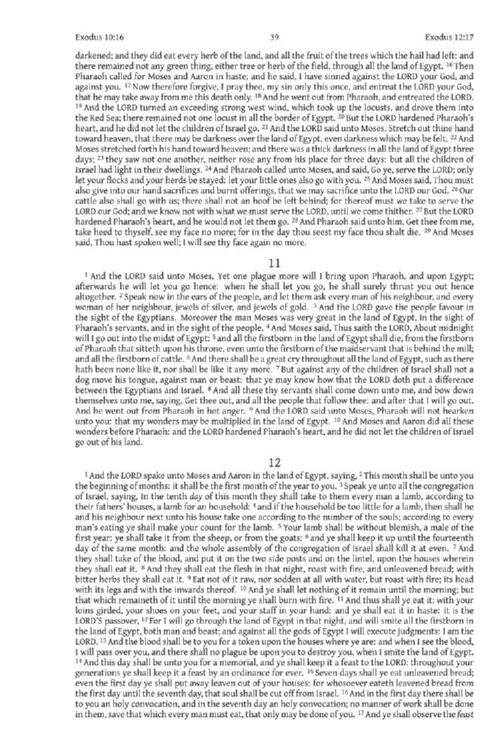 Exodus 10:16 39 Exodus 12:17
darkened; and they did eat every herb of the land, and all the fruit of the trees which the hail had left: and
there remained not any green thing, either tree or herb of the field, through all the land of Egypt. 16 Then
Pharaoh called for Moses and Aaron in haste; and he said, I have sinned against the LORD your God, and
against you. 17 Now therefore forgive, I pray thee, my sin only this once, and entreat the LORD your God,
that he may take away from me this death only. 18 And he went out from Pharaoh, and entreated the LORD.
19 And the LORD turned an exceeding strong west wind, which took up the locusts, and drove them into
the Red Sea; there remained not one locust in all the border of Egypt. 20 But the LORD hardened Pharaoh's
heart, and he did not let the children of Israel go. 21 And the LORD said unto Moses, Stretch out thine hand
toward heaven, that there may be darkness over the land of Egypt, even darkness which may be felt. 22 And
Moses stretched forth his hand toward heaven; and there was a thick darkness in all the land of Egypt three
days; 23 they saw not one another, neither rose any from his place for three days: but all the children of
Israel had light in their dwellings. 24 And Pharaoh called unto Moses, and said, Go ye, serve the LORD; only
let your flocks and your herds be stayed: let your little ones also go with you. 25 And Moses said, Thou must
also give into our hand sacrifices and burnt offerings, that we may sacrifice unto the LORD our God. 26 Our
cattle also shall go with us; there shall not an hoof be left behind; for thereof must we take to serve the
LORD our God; and we know not with what we must serve the LORD, until we come thither. 27 But the LORD
hardened Pharaoh's heart, and he would not let them go. 28 And Pharaoh said unto him, Get thee from me,
take heed to thyself, see my face no more; for in the day thou seest my face thou shalt die. 29 And Moses
said, Thou hast spoken well; I will see thy face again no more.
11
1 And the LORD said unto Moses, Yet one plague more will I bring upon Pharaoh, and upon Egypt;
afterwards he will let you go hence: when he shall let you go, he shall surely thrust you out hence
altogether. 2 Speak now in the ears of the people, and let them ask every man of his neighbour, and every
woman of her neighbour, jewels of silver, and jewels of gold. 3 And the LORD gave the people favour in
the sight of the Egyptians. Moreover the man Moses was very great in the land of Egypt, in the sight of
Pharaoh's servants, and in the sight of the people. 4 And Moses said, Thus saith the LORD, About midnight
will I go out into the midst of Egypt: 5 and all the firstborn in the land of Egypt shall die, from the firstborn
of Pharaoh that sitteth upon his throne, even unto the firstborn of the maidservant that is behind the mill;
and all the firstborn of cattle. 6 And there shall be a great cry throughout all the land of Egypt, such as there
hath been none like it, nor shall be like it any more. 7 But against any of the children of Israel shall not a
dog move his tongue, against man or beast: that ye may know how that the LORD doth put a difference
between the Egyptians and Israel. 8 And all these thy servants shall come down unto me, and bow down
themselves unto me, saying, Get thee out, and all the people that follow thee: and after that I will go out.
And he went out from Pharaoh in hot anger. 9 And the LORD said unto Moses, Pharaoh will not hearken
unto you: that my wonders may be multiplied in the land of Egypt. 10 And Moses and Aaron did all these
wonders before Pharaoh: and the LORD hardened Pharaoh's heart, and he did not let the children of Israel
go out of his land.
12
1 And the LORD spake unto Moses and Aaron in the land of Egypt, saying, 2 This month shall be unto you
the beginning of months: it shall be the first month of the year to you. 3 Speak ye unto all the congregation
of Israel, saying, In the tenth day of this month they shall take to them every man a lamb, according to
their fathers' houses, a lamb for an household: 4 and if the household be too little for a lamb, then shall he
and his neighbour next unto his house take one according to the number of the souls; according to every
man's eating ye shall make your count for the lamb. 5 Your lamb shall be without blemish, a male of the
first year: ye shall take it from the sheep, or from the goats: 6 and ye shall keep it up until the fourteenth
day of the same month: and the whole assembly of the congregation of Israel shall kill it at even. 7 And
they shall take of the blood, and put it on the two side posts and on the lintel, upon the houses wherein
they shall eat it. 8 And they shall eat the flesh in that night, roast with fire, and unleavened bread; with
bitter herbs they shall eat it. 9 Eat not of it raw, nor sodden at all with water, but roast with fire; its head
with its legs and with the inwards thereof. 10 And ye shall let nothing of it remain until the morning; but
that which remaineth of it until the morning ye shall burn with fire. 11 And thus shall ye eat it; with your
loins girded, your shoes on your feet, and your staff in your hand: and ye shall eat it in haste: it is the
LORD'S passover, 12 For I will go through the land of Egypt in that night, and will smite all the firstborn in
the land of Egypt, both man and beast; and against all the gods of Egypt I will execute judgments: I am the
LORD. 13 And the blood shall be to you for a token upon the houses where ye are: and when I see the blood,
I will pass over you, and there shall no plague be upon you to destroy you, when I smite the land of Egypt.
14 And this day shall be unto you for a memorial, and ye shall keep it a feast to the LORD: throughout your
generations ye shall keep it a feast by an ordinance for ever. 15 Seven days shall ye eat unleavened bread;
even the first day ye shall put away leaven out of your houses: for whosoever eateth leavened bread from
the first day until the seventh day, that soul shall be cut off from Israel. 16 And in the first day there shall be
to you an holy convocation, and in the seventh day an holy convocation; no manner of work shall be done
in them, save that which every man must eat, that only may be done of you. 17 And ye shall observe the feast